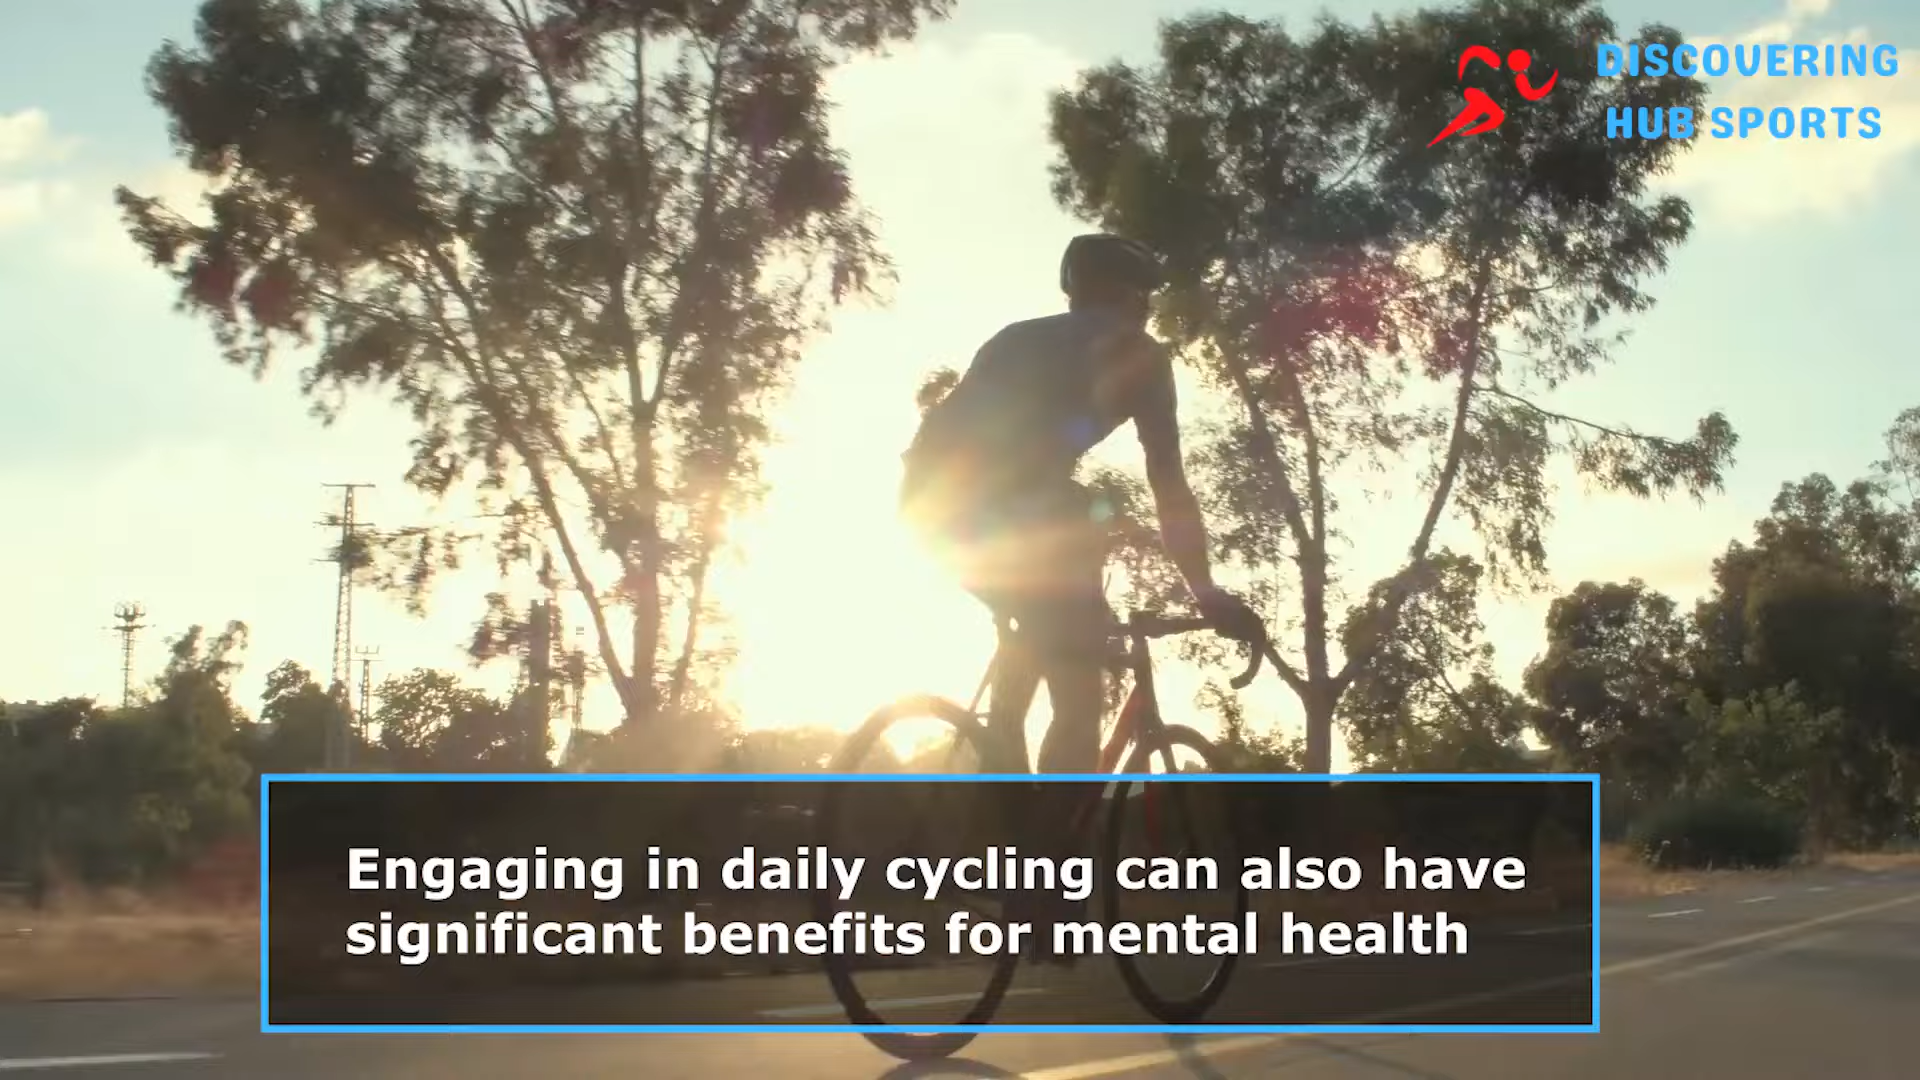 DISCOVERING
HUB SPORTS
Engaging in daily cycling can also have
significant benefits for mental health